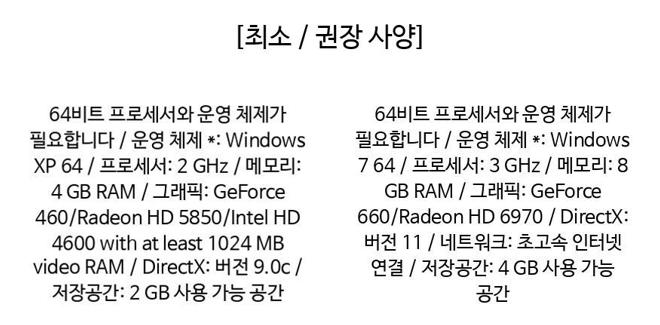 [최소 / 권장 사양]
64비트 프로세서와 운영 체제가
필요합니다 / 운영 체제 *: Windows
XP 64 / 프로세서: 2 GHz / 메모리:
4 GB RAM / 그래픽: GeForce
460/Radeon HD 5850/Intel HD
4600 with at least 1024 MB
video RAM / DirectX: 버전 9.0c /
저장공간: 2 GB 사용 가능 공간
64비트 프로세서와 운영 체제가
필요합니다 / 운영 체제 *: Windows
7 64 / 프로세서: 3 GHz / 메모리: 8
GB RAM / 그래픽: GeForce
660/Radeon HD 6970 / DirectX:
버전 11 / 네트워크: 초고속 인터넷
연결 / 저장공간: 4 GB 사용 가능
공간